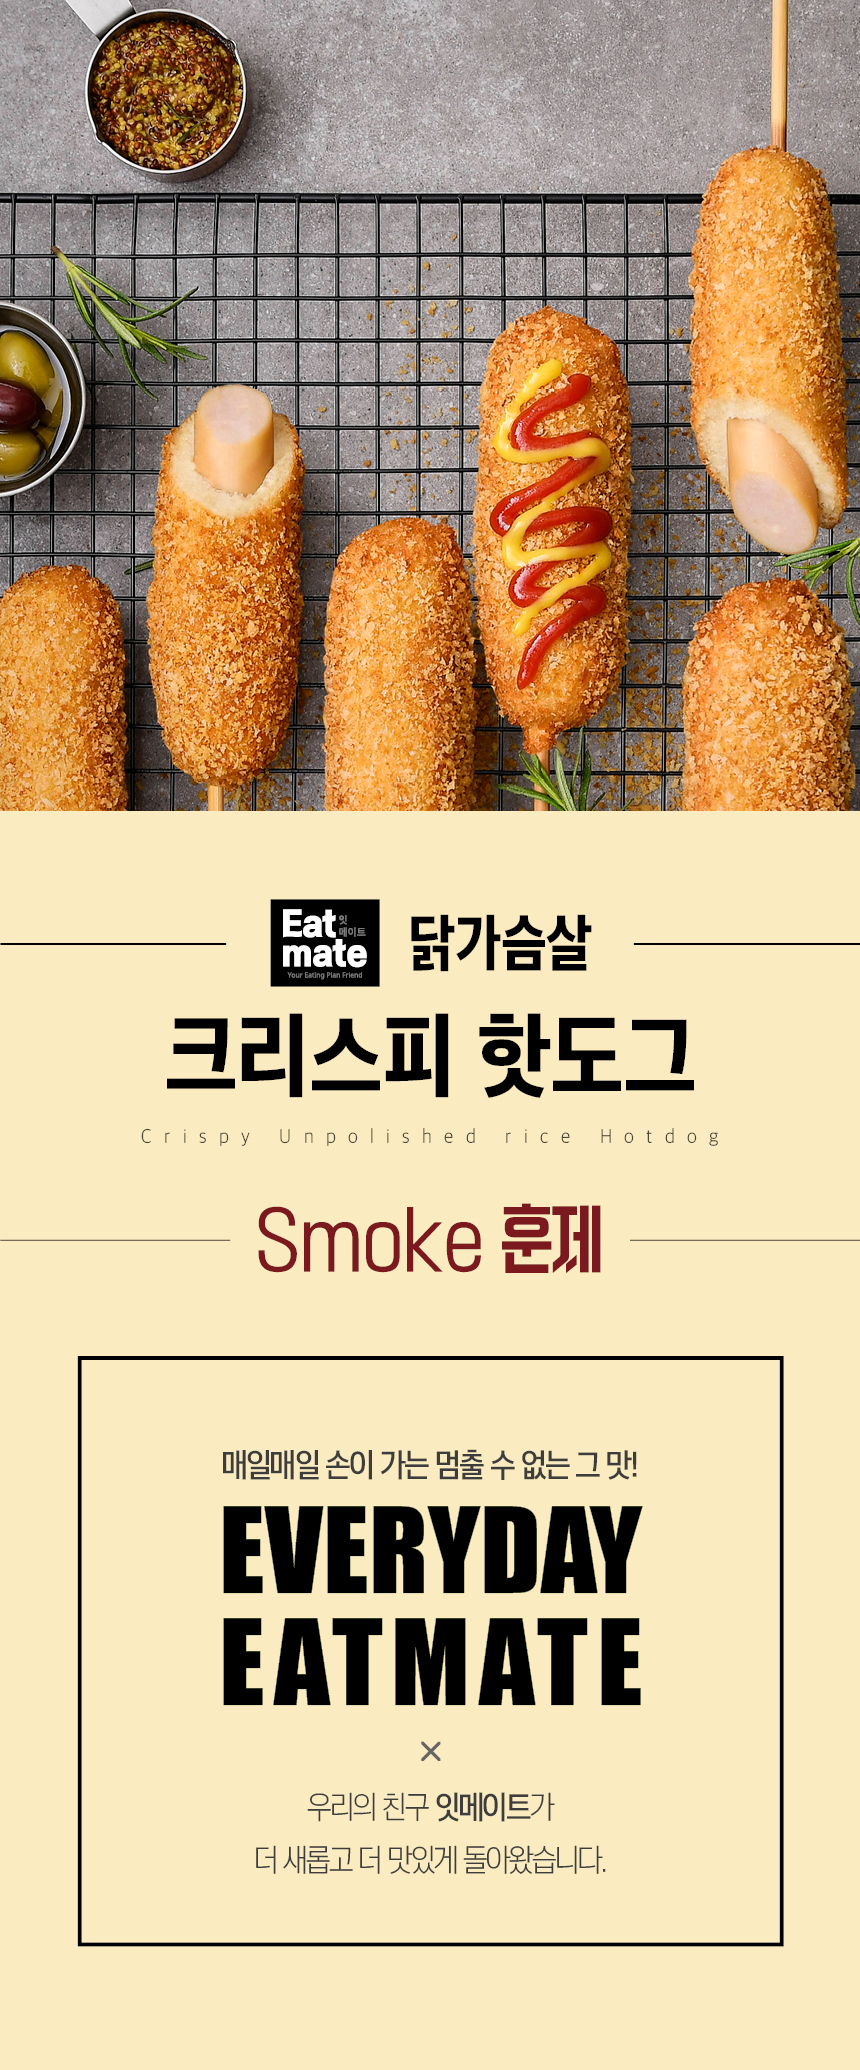 Eat 잇
mate 메이트
Your Eating Plan Friend
닭가슴살
크리스피 핫도그
Crispy Unpolished rice Hotdog
Smoke 훈제
매일매일 손이 가는 멈출 수 없는 그 맛!
EVERYDAY
EATMATE
×
우리의 친구 잇메이트가
더 새롭고 더 맛있게 돌아왔습니다.